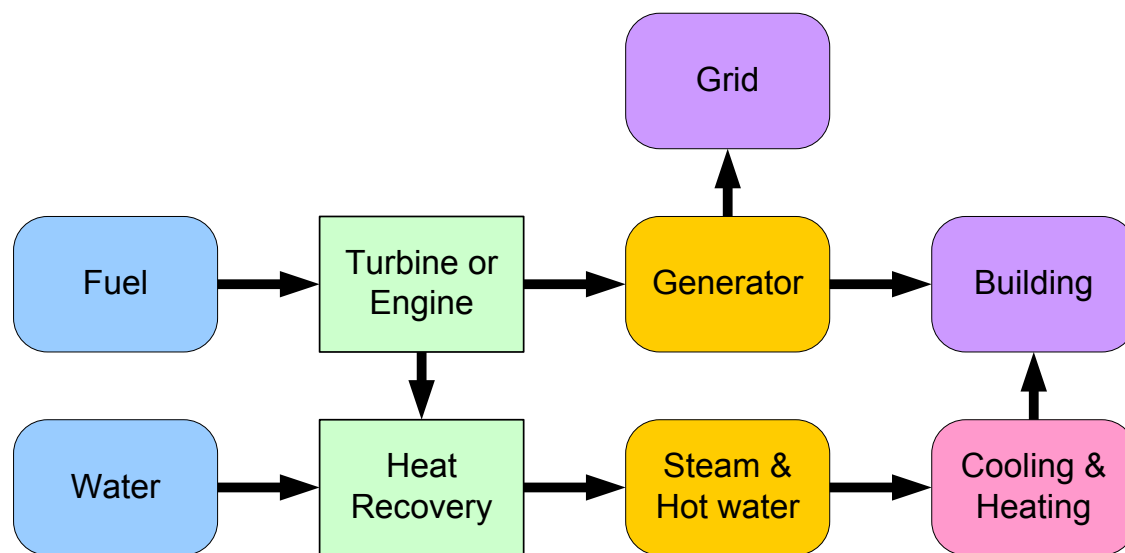 Grid
Fuel
Turbine or
Engine
Generator
Building
Water
Heat
Recovery
Steam &
Hot water
Cooling &
Heating